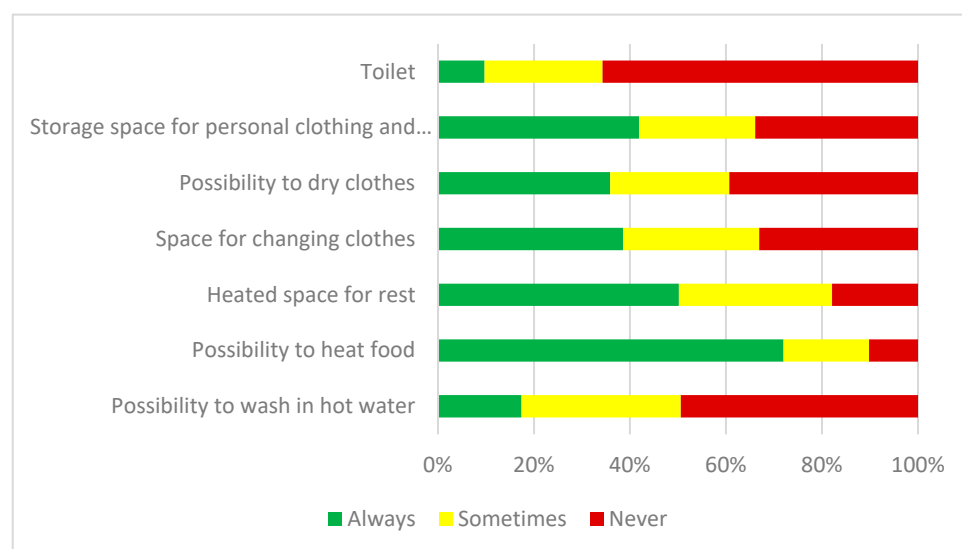 Toilet
Storage space for personal clothing and...
Possibility to dry clothes
Space for changing clothes
Heated space for rest
Possibility to heat food
Possibility to wash in hot water
0% 20% 40% 60% 80% 100%
Always Sometimes Never